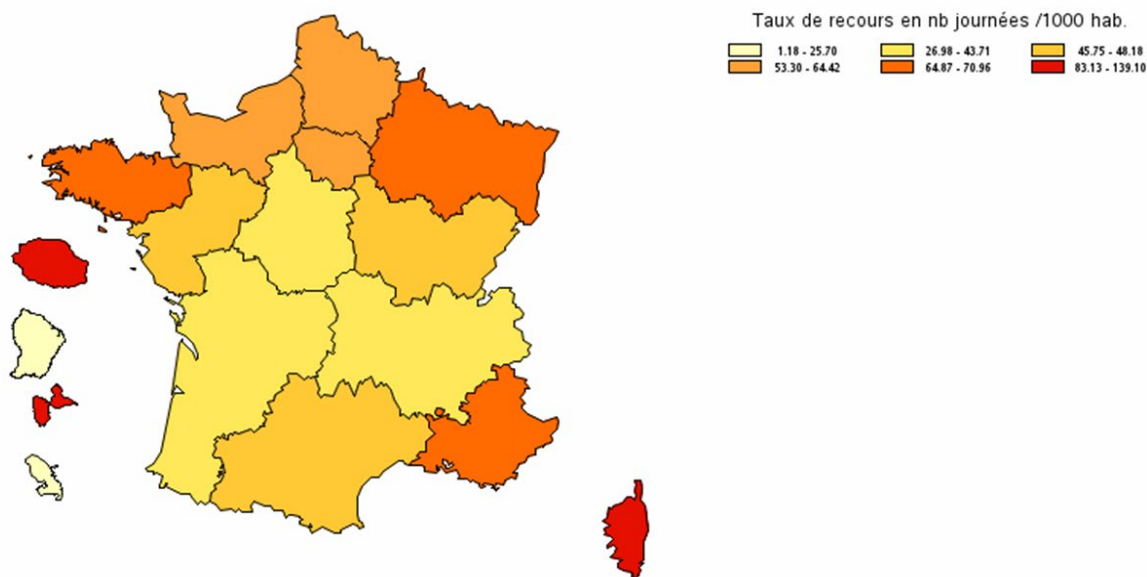 Taux de recours en nb journées /1000 hab.
1.18 - 25.70 26.98 - 43.71 45.75 - 48.18
53.30 - 64.42 64.87 - 70.96 83.13 - 139.10